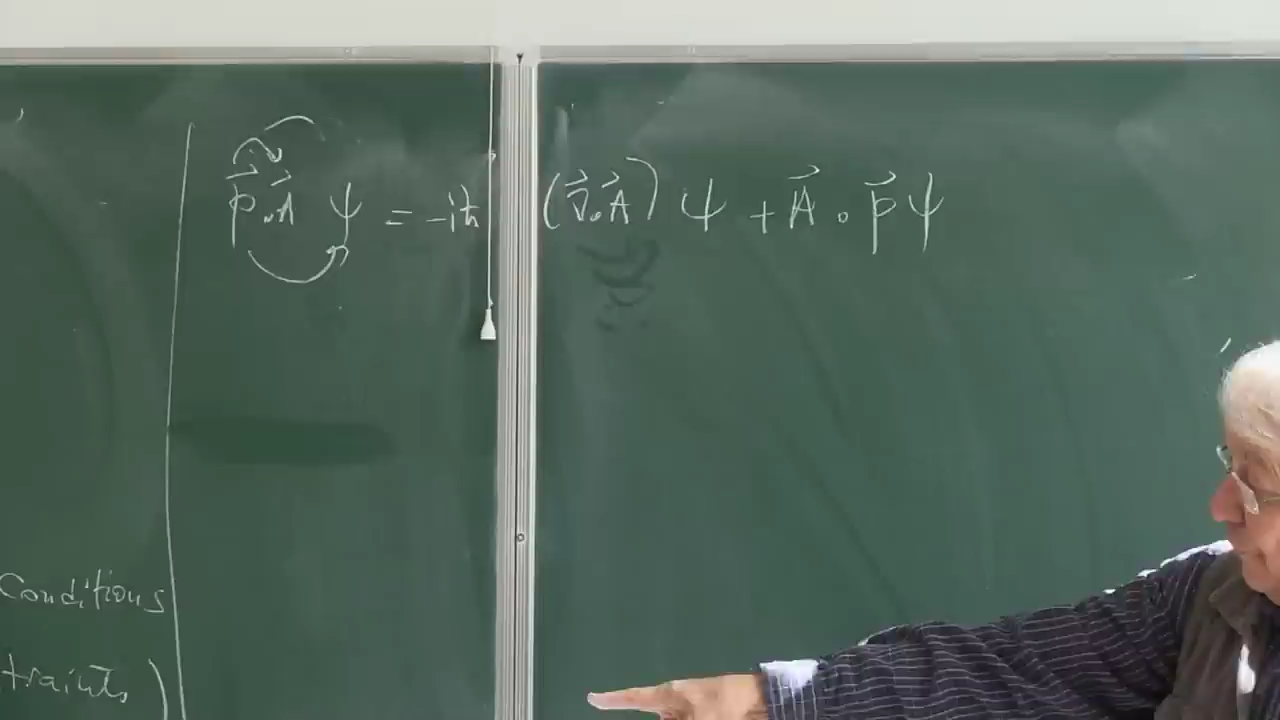 p⃗ ∘ A⃗ ψ = -iħ (∇⃗ ∘ A⃗) ψ + A⃗ ∘ p⃗ ψ
Conditions
traints)